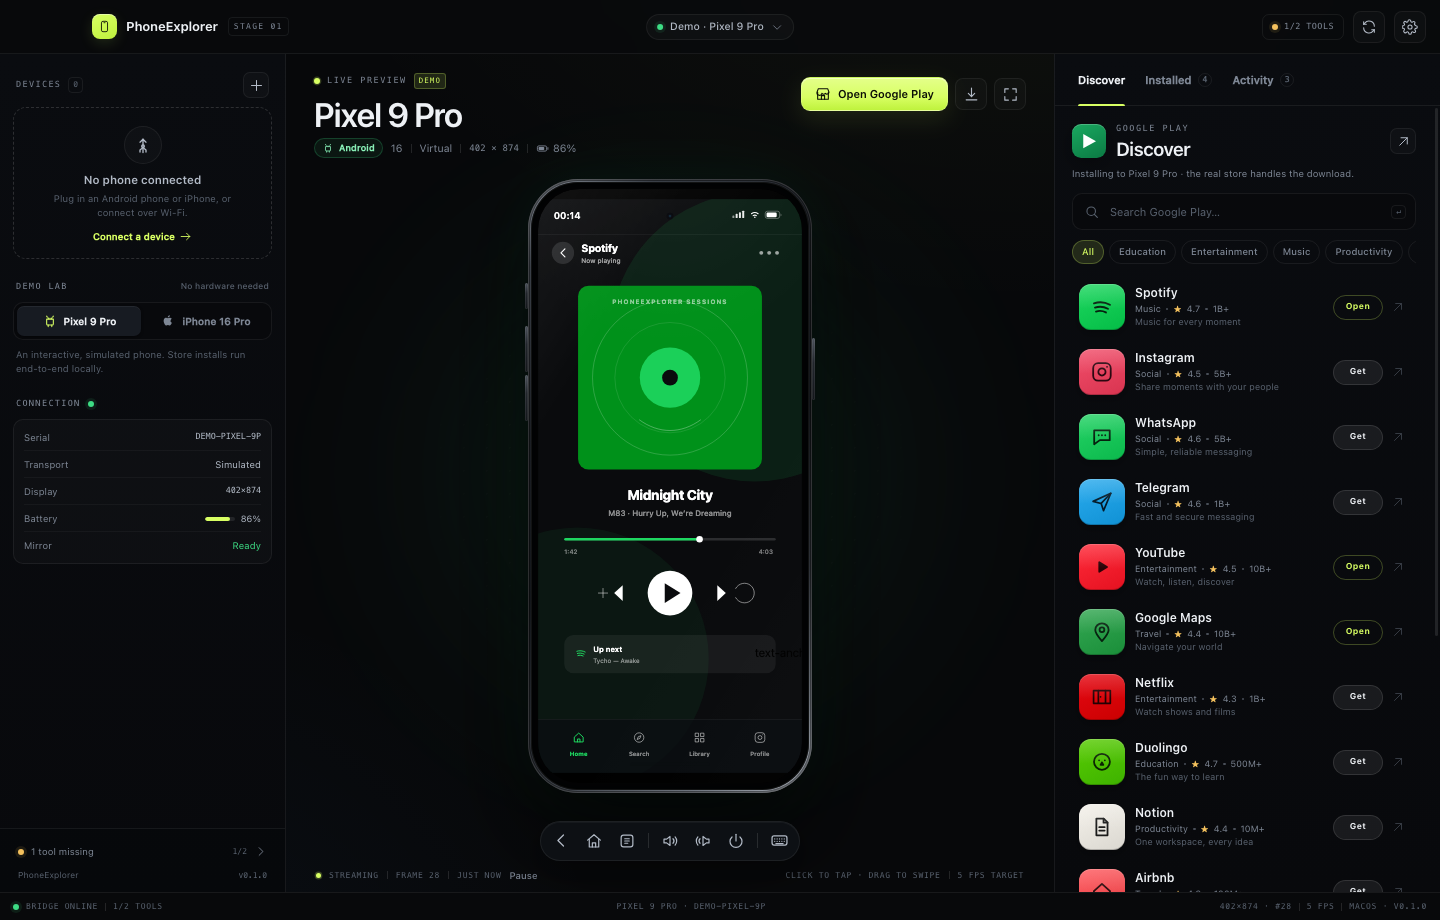 PhoneExplorer STAGE 01
Demo · Pixel 9 Pro
1/2 TOOLS
DEVICES 0
No phone connected
Plug in an Android phone or iPhone, or
connect over Wi-Fi.
Connect a device →
DEMO LAB No hardware needed
Pixel 9 Pro iPhone 16 Pro
An interactive, simulated phone. Store installs run
end-to-end locally.
CONNECTION
Serial DEMO-PIXEL-9P
Transport Simulated
Display 402×874
Battery 86%
Mirror Ready
1 tool missing 1/2
PhoneExplorer v0.1.0
LIVE PREVIEW DEMO
Pixel 9 Pro
Android 16 Virtual 402 × 874 86%
Open Google Play
00:14
Spotify
Now playing
PHONEEXPLORER SESSIONS
Midnight City
M83 · Hurry Up, We're Dreaming
1:42 4:03
Up next
Tycho — Awake
text-anc
Home Search Library Profile
STREAMING FRAME 28 JUST NOW Pause
CLICK TO TAP · DRAG TO SWIPE 5 FPS TARGET
Discover Installed 4 Activity 3
GOOGLE PLAY
Discover
Installing to Pixel 9 Pro · the real store handles the download.
Search Google Play...
All Education Entertainment Music Productivity
Spotify
Music · ★ 4.7 · 1B+
Music for every moment
Open
Instagram
Social · ★ 4.5 · 5B+
Share moments with your people
Get
WhatsApp
Social · ★ 4.6 · 5B+
Simple, reliable messaging
Get
Telegram
Social · ★ 4.6 · 1B+
Fast and secure messaging
Get
YouTube
Entertainment · ★ 4.5 · 10B+
Watch, listen, discover
Open
Google Maps
Travel · ★ 4.4 · 10B+
Navigate your world
Open
Netflix
Entertainment · ★ 4.3 · 1B+
Watch shows and films
Get
Duolingo
Education · ★ 4.7 · 500M+
The fun way to learn
Get
Notion
Productivity · ★ 4.4 · 10M+
One workspace, every idea
Get
Airbnb
Get
BRIDGE ONLINE 1/2 TOOLS
PIXEL 9 PRO · DEMO-PIXEL-9P
402×874 · #28 5 FPS MACOS · V0.1.0